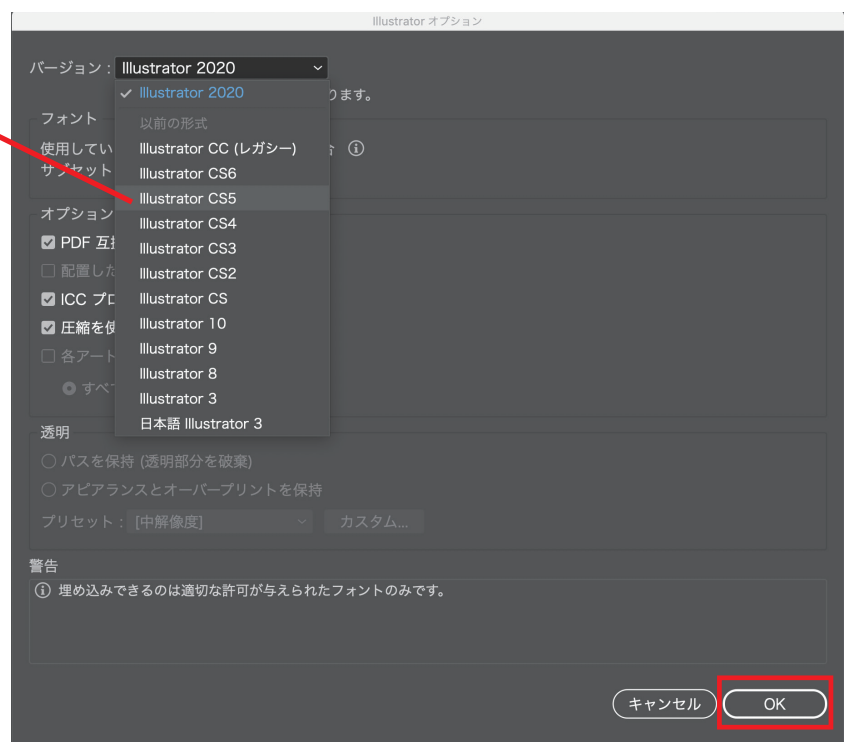 Illustrator オプション
バージョン : Illustrator 2020
✓ Illustrator 2020
ります。
フォント
以前の形式
使用してい
Illustrator CC (レガシー)
合 ⓘ
サブセット
Illustrator CS6
Illustrator CS5
オプション
Illustrator CS4
PDF 互換
Illustrator CS3
配置した
Illustrator CS2
ICC プロ
Illustrator CS
圧縮を使
Illustrator 10
各アート
Illustrator 9
すべて
Illustrator 8
Illustrator 3
日本語 Illustrator 3
透明
パスを保持 (透明部分を破棄)
アピアランスとオーバープリントを保持
プリセット : [中解像度]
カスタム...
警告
ⓘ 埋め込みできるのは適切な許可が与えられたフォントのみです。
キャンセル
OK